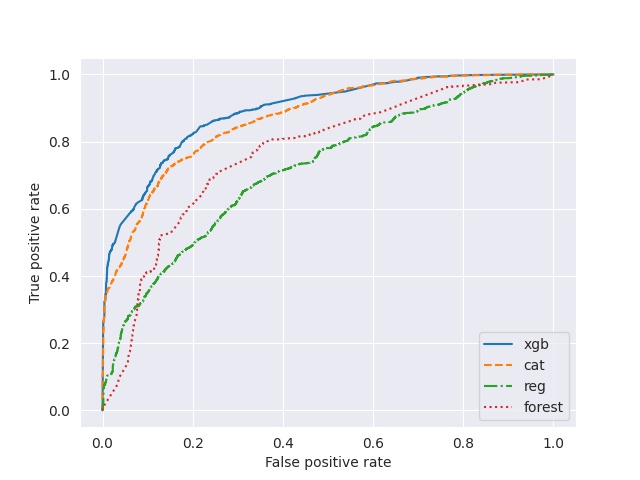 1.0
0.8
0.6
0.4
0.2
0.0
True positive rate
xgb
cat
reg
forest
0.0 0.2 0.4 0.6 0.8 1.0
False positive rate